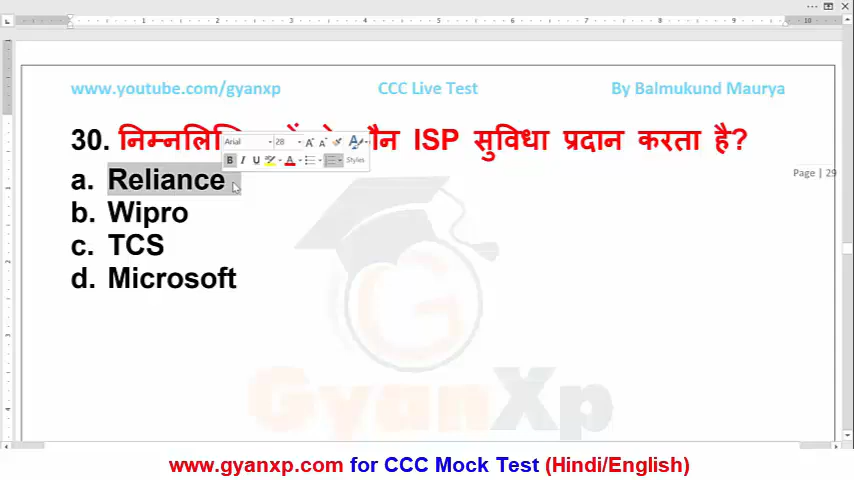 www.youtube.com/gyanxp CCC Live Test By Balmukund Maurya
30. कौन ISP सुविधा प्रदान करता है?
Arial 28
B I U A Styles
Page | 29
a. Reliance
b. Wipro
c. TCS
d. Microsoft
GyanXp
www.gyanxp.com for CCC Mock Test (Hindi/English)